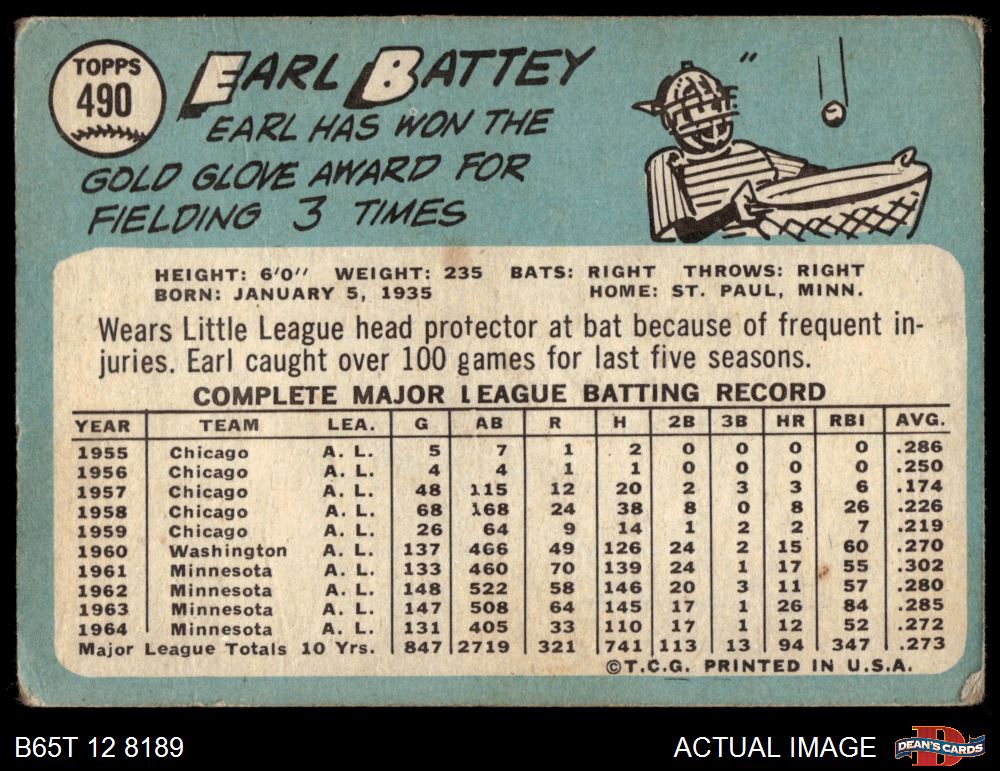 TOPPS
490
EARL BATTEY
EARL HAS WON THE
GOLD GLOVE AWARD FOR
FIELDING 3 TIMES
HEIGHT: 6'0" WEIGHT: 235 BATS: RIGHT THROWS: RIGHT
BORN: JANUARY 5, 1935 HOME: ST. PAUL, MINN.
Wears Little League head protector at bat because of frequent in-
juries. Earl caught over 100 games for last five seasons.
COMPLETE MAJOR LEAGUE BATTING RECORD
YEAR TEAM LEA. G AB R H 2B 3B HR RBI AVG.
1955 Chicago A. L. 5 7 1 2 0 0 0 0 .286
1956 Chicago A. L. 4 4 1 1 0 0 0 0 .250
1957 Chicago A. L. 48 115 12 20 2 3 3 6 .174
1958 Chicago A. L. 68 168 24 38 8 0 8 26 .226
1959 Chicago A. L. 26 64 9 14 1 2 2 7 .219
1960 Washington A. L. 137 466 49 126 24 2 15 60 .270
1961 Minnesota A. L. 133 460 70 139 24 1 17 55 .302
1962 Minnesota A. L. 148 522 58 146 20 3 11 57 .280
1963 Minnesota A. L. 147 508 64 145 17 1 26 84 .285
1964 Minnesota A. L. 131 405 33 110 17 1 12 52 .272
Major League Totals 10 Yrs. 847 2719 321 741 113 13 94 347 .273
©T.C.G. PRINTED IN U.S.A.
B65T 12 8189 ACTUAL IMAGE DEAN'S CARDS